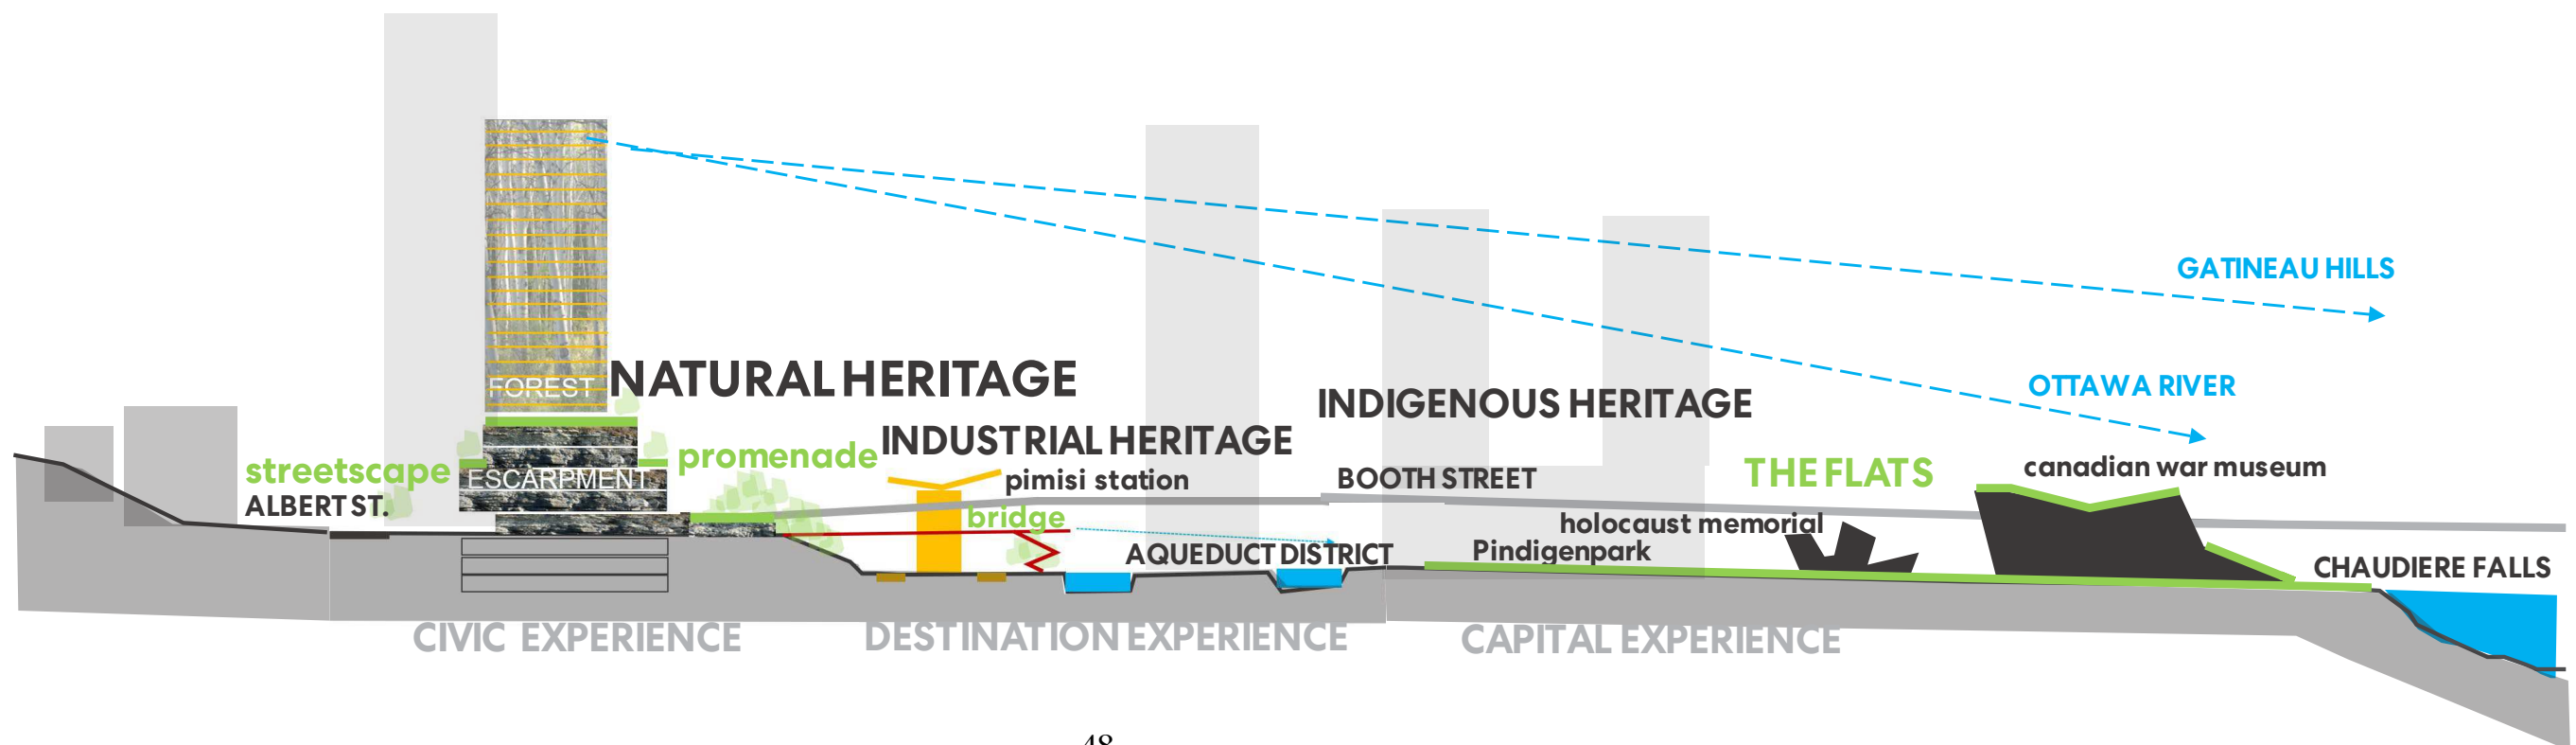 GATINEAU HILLS
OTTAWA RIVER
FOREST
NATURAL HERITAGE
INDIGENOUS HERITAGE
INDUSTRIAL HERITAGE
streetscape
ALBERT ST.
ESCARPMENT
promenade
pimisi station
BOOTH STREET
THE FLATS
canadian war museum
bridge
holocaust memorial
AQUEDUCT DISTRICT
Pindigenpark
CHAUDIERE FALLS
CIVIC EXPERIENCE
DESTINATION EXPERIENCE
CAPITAL EXPERIENCE
48